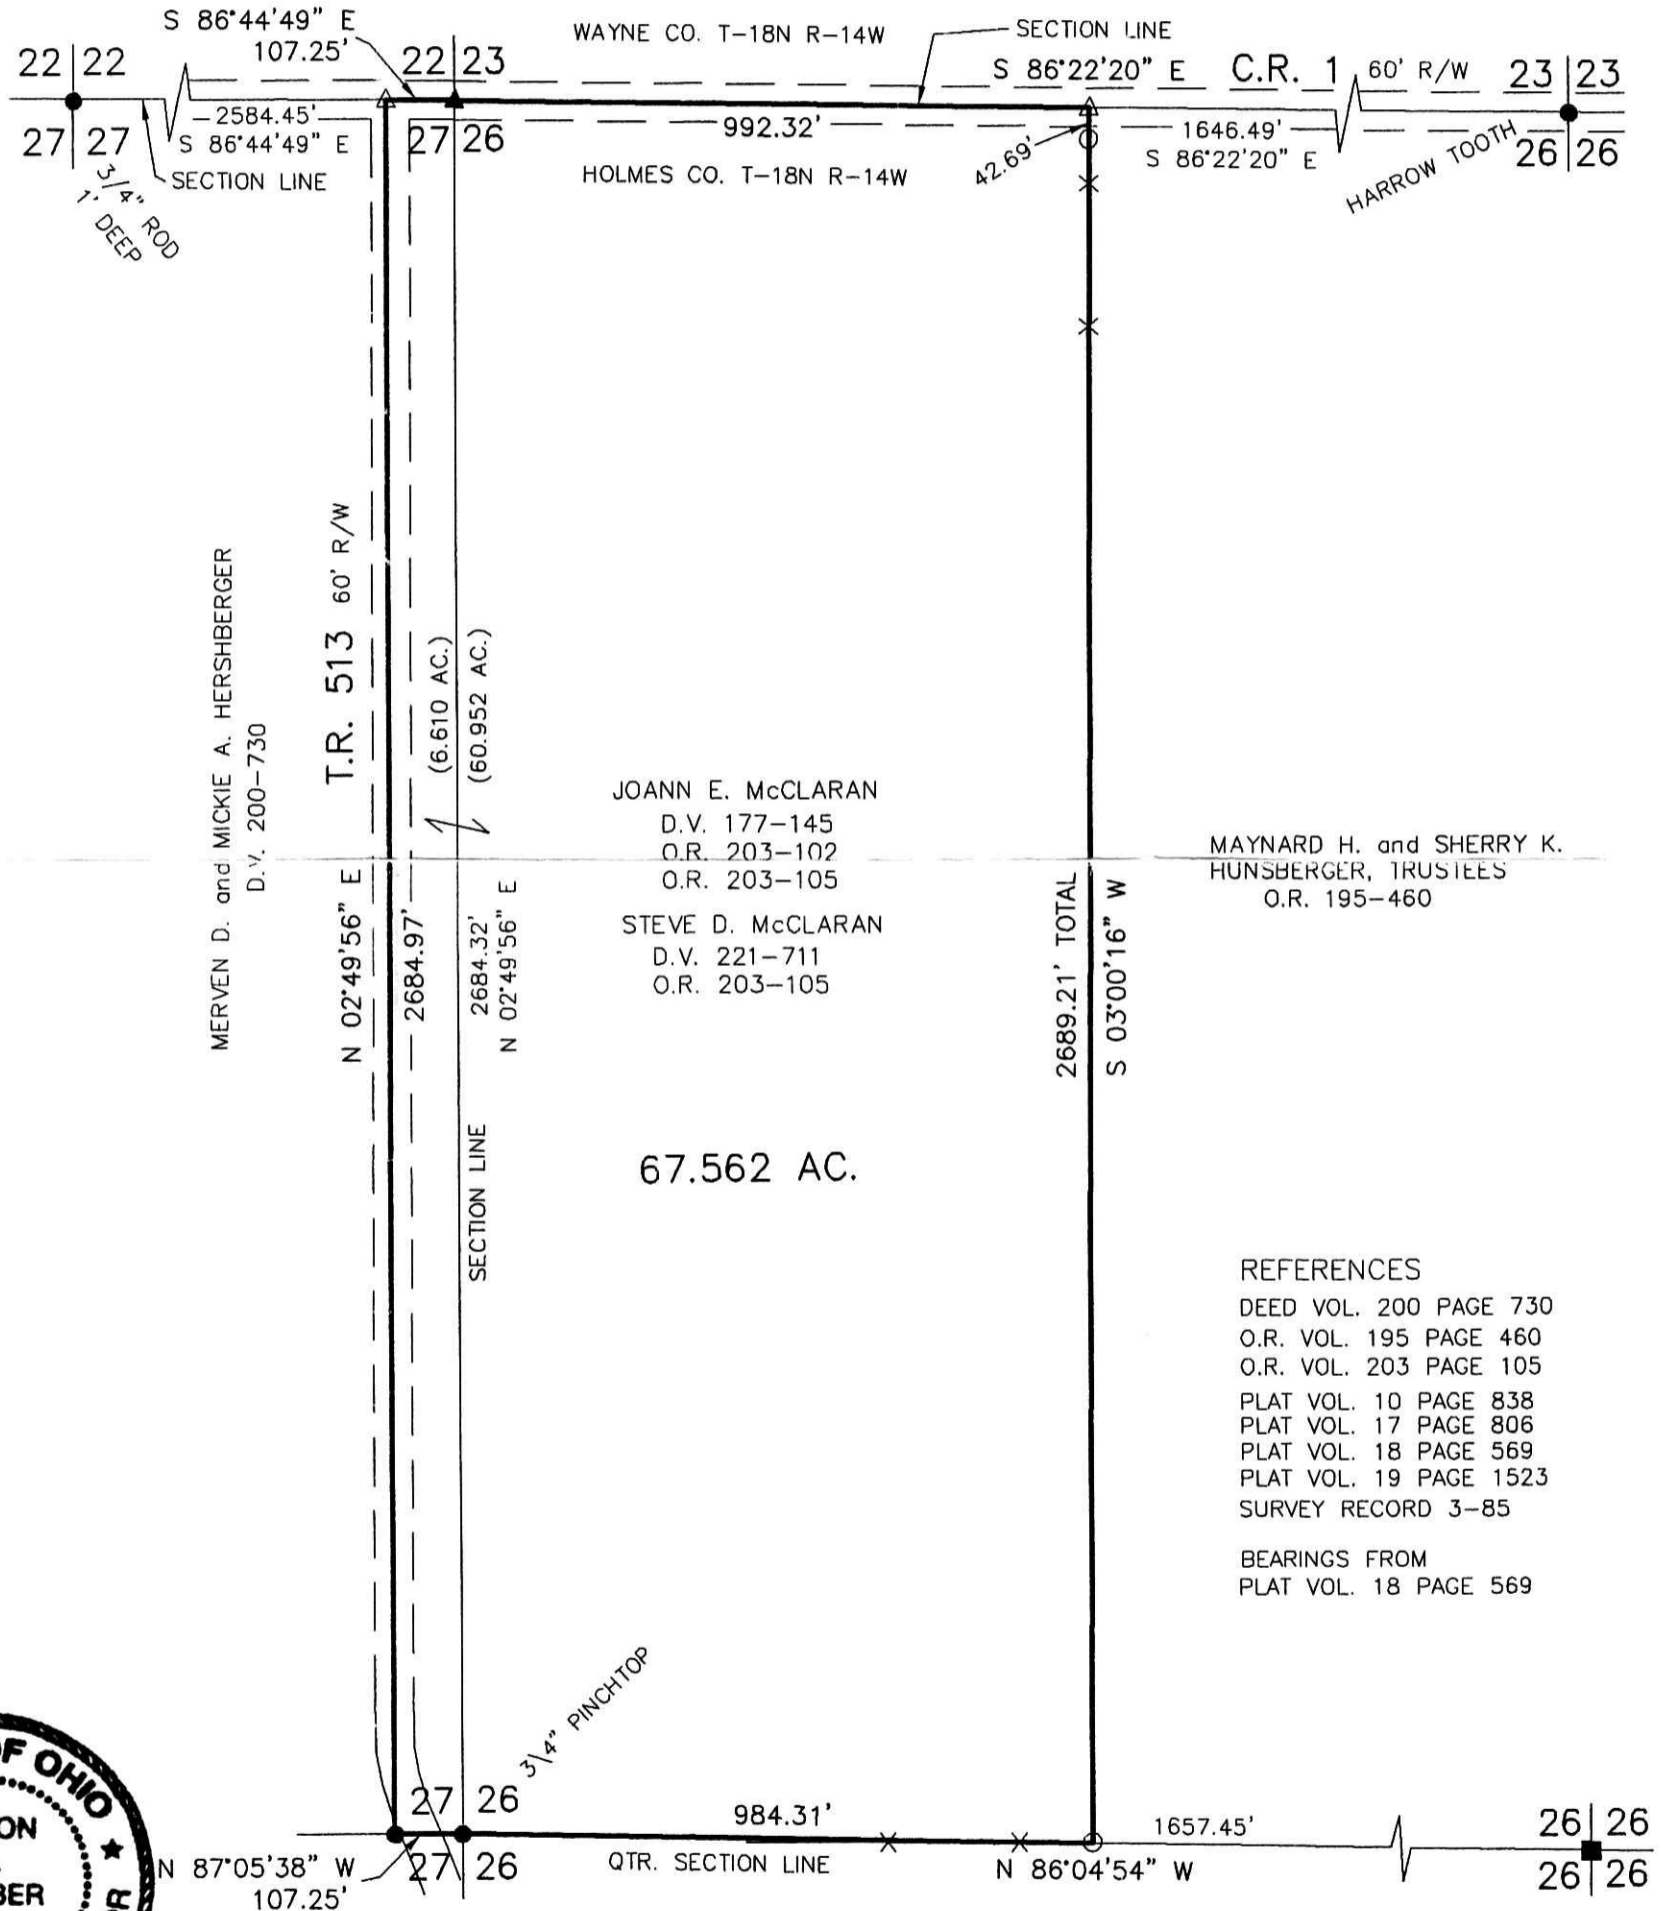 S 86°44'49" E
107.25'
WAYNE CO. T-18N R-14W
SECTION LINE
22 22
22 23
S 86°22'20" E
C.R. 1
60' R/W
23 23
2584.45'
S 86°44'49" E
27 27
27 26
992.32'
42.69'
1646.49'
S 86°22'20" E
26 26
HARROW TOOTH
3/4" ROD
1' DEEP
SECTION LINE
HOLMES CO. T-18N R-14W
MERVEN D. and MICKIE A. HERSHBERGER
D.V. 200-730
T.R. 513 60' R/W
N 02°49'56" E
2684.97'
(6.610 AC.)
(60.952 AC.)
2684.32'
N 02°49'56" E
SECTION LINE
JOANN E. McCLARAN
D.V. 177-145
O.R. 203-102
O.R. 203-105
STEVE D. McCLARAN
D.V. 221-711
O.R. 203-105
2689.21' TOTAL
S 03°00'16" W
MAYNARD H. and SHERRY K.
HUNSBERGER, TRUSTEES
O.R. 195-460
67.562 AC.
REFERENCES
DEED VOL. 200 PAGE 730
O.R. VOL. 195 PAGE 460
O.R. VOL. 203 PAGE 105
PLAT VOL. 10 PAGE 838
PLAT VOL. 17 PAGE 806
PLAT VOL. 18 PAGE 569
PLAT VOL. 19 PAGE 1523
SURVEY RECORD 3-85
BEARINGS FROM
PLAT VOL. 18 PAGE 569
3\4" PINCHTOP
27 26
27 26
N 87°05'38" W
107.25'
984.31'
QTR. SECTION LINE
N 86°04'54" W
1657.45'
26 26
26 26
OF OHIO